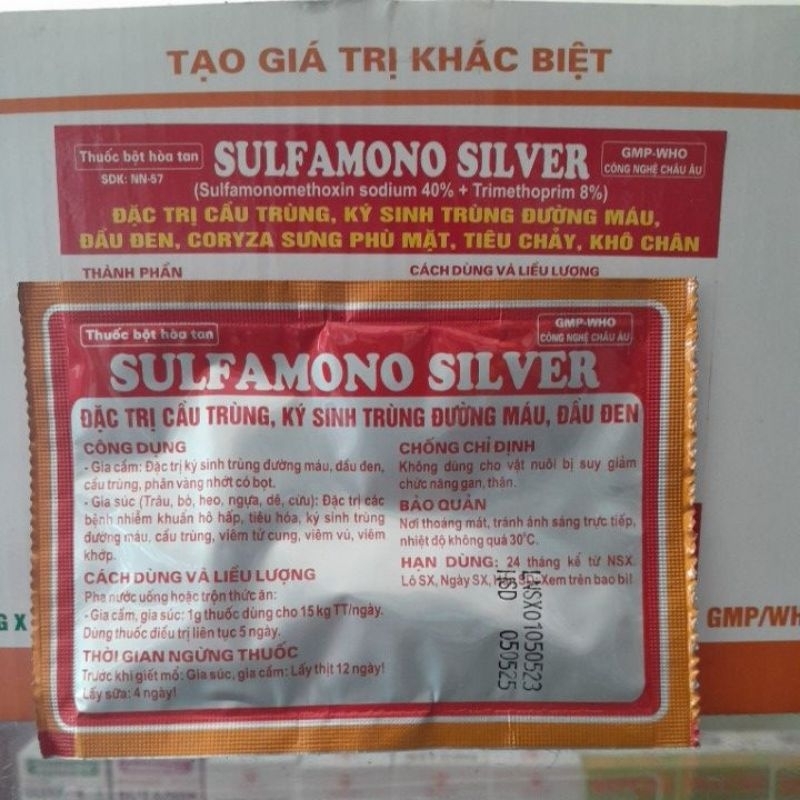 TẠO GIÁ TRỊ KHÁC BIỆT
Thuốc bột hòa tan
SDK: NN-57
SULFAMONO SILVER
GMP-WHO
CÔNG NGHỆ CHÂU ÂU
(Sulfamonomethoxin sodium 40% + Trimethoprim 8%)
ĐẶC TRỊ CẦU TRÙNG, KÝ SINH TRÙNG ĐƯỜNG MÁU,
ĐẦU ĐEN, CORYZA SƯNG PHÙ MẶT, TIÊU CHẢY, KHÔ CHÂN
THÀNH PHẦN
CÁCH DÙNG VÀ LIỀU LƯỢNG
Thuốc bột hòa tan
GMP-WHO
CÔNG NGHỆ CHÂU ÂU
SULFAMONO SILVER
ĐẶC TRỊ CẦU TRÙNG, KÝ SINH TRÙNG ĐƯỜNG MÁU, ĐẦU ĐEN
CÔNG DỤNG
- Gia cầm: Đặc trị ký sinh trùng đường máu, đầu đen,
cầu trùng, phân vàng nhớt có bọt.
- Gia súc (Trâu, bò, heo, ngựa, dê, cừu): Đặc trị các
bệnh nhiễm khuẩn hô hấp, tiêu hóa, ký sinh trùng
đường máu, cầu trùng, viêm tử cung, viêm vú, viêm
khớp.
CÁCH DÙNG VÀ LIỀU LƯỢNG
Pha nước uống hoặc trộn thức ăn:
- Gia cầm, gia súc: 1g thuốc dùng cho 15 kg TT/ngày.
Dùng thuốc điều trị liên tục 5 ngày.
THỜI GIAN NGỪNG THUỐC
Trước khi giết mổ: Gia súc, gia cầm: Lấy thịt 12 ngày!
Lấy sữa: 4 ngày!
CHỐNG CHỈ ĐỊNH
Không dùng cho vật nuôi bị suy giảm
chức năng gan, thận.
BẢO QUẢN
Nơi thoáng mát, tránh ánh sáng trực tiếp,
nhiệt độ không quá 30°C.
HẠN DÙNG: 24 tháng kể từ NSX
Lô SX, Ngày SX, Xem trên bao bì!
LNSX01050523
HSD 050525
G X
GMP/WH